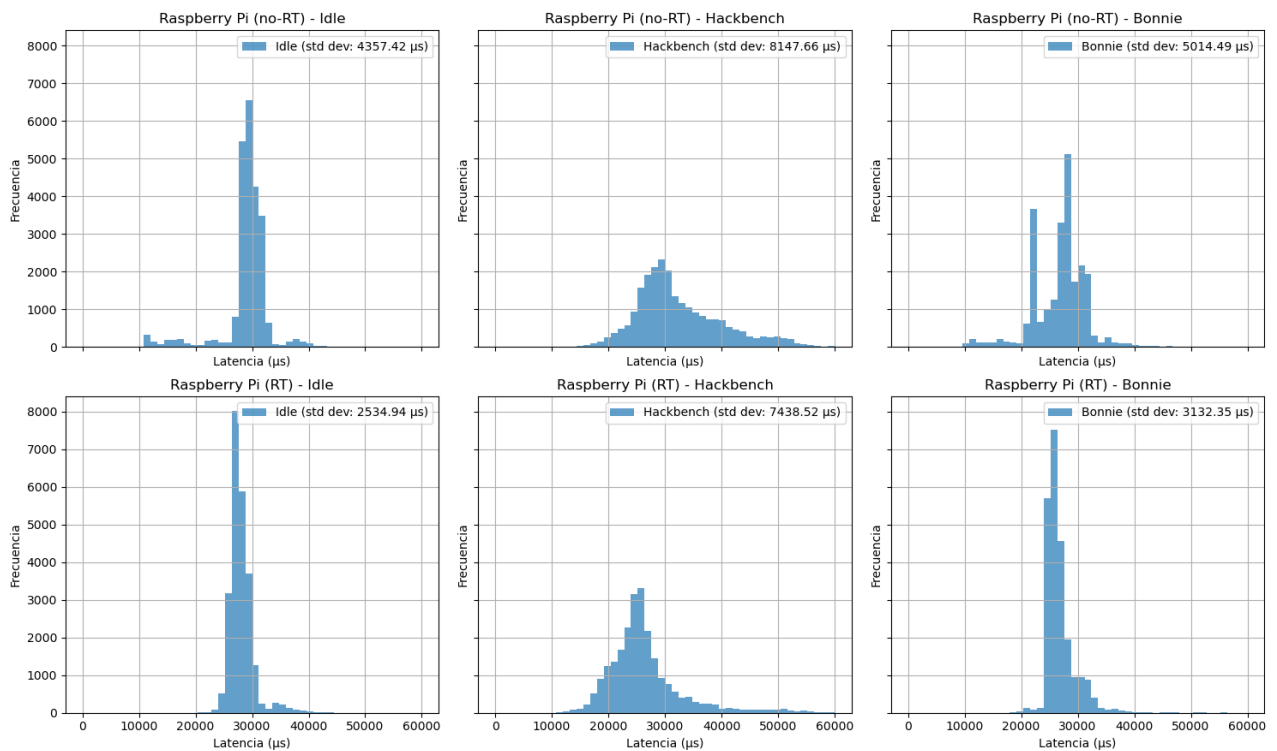 Raspberry Pi (no-RT) - Idle
Idle (std dev: 4357.42 µs)
8000
7000
6000
5000
4000
3000
2000
1000
0
Frecuencia
Latencia (µs)
Raspberry Pi (no-RT) - Hackbench
Hackbench (std dev: 8147.66 µs)
Frecuencia
Latencia (µs)
Raspberry Pi (no-RT) - Bonnie
Bonnie (std dev: 5014.49 µs)
Frecuencia
Latencia (µs)
Raspberry Pi (RT) - Idle
Idle (std dev: 2534.94 µs)
8000
7000
6000
5000
4000
3000
2000
1000
0
Frecuencia
0 10000 20000 30000 40000 50000 60000
Latencia (µs)
Raspberry Pi (RT) - Hackbench
Hackbench (std dev: 7438.52 µs)
Frecuencia
0 10000 20000 30000 40000 50000 60000
Latencia (µs)
Raspberry Pi (RT) - Bonnie
Bonnie (std dev: 3132.35 µs)
Frecuencia
0 10000 20000 30000 40000 50000 60000
Latencia (µs)